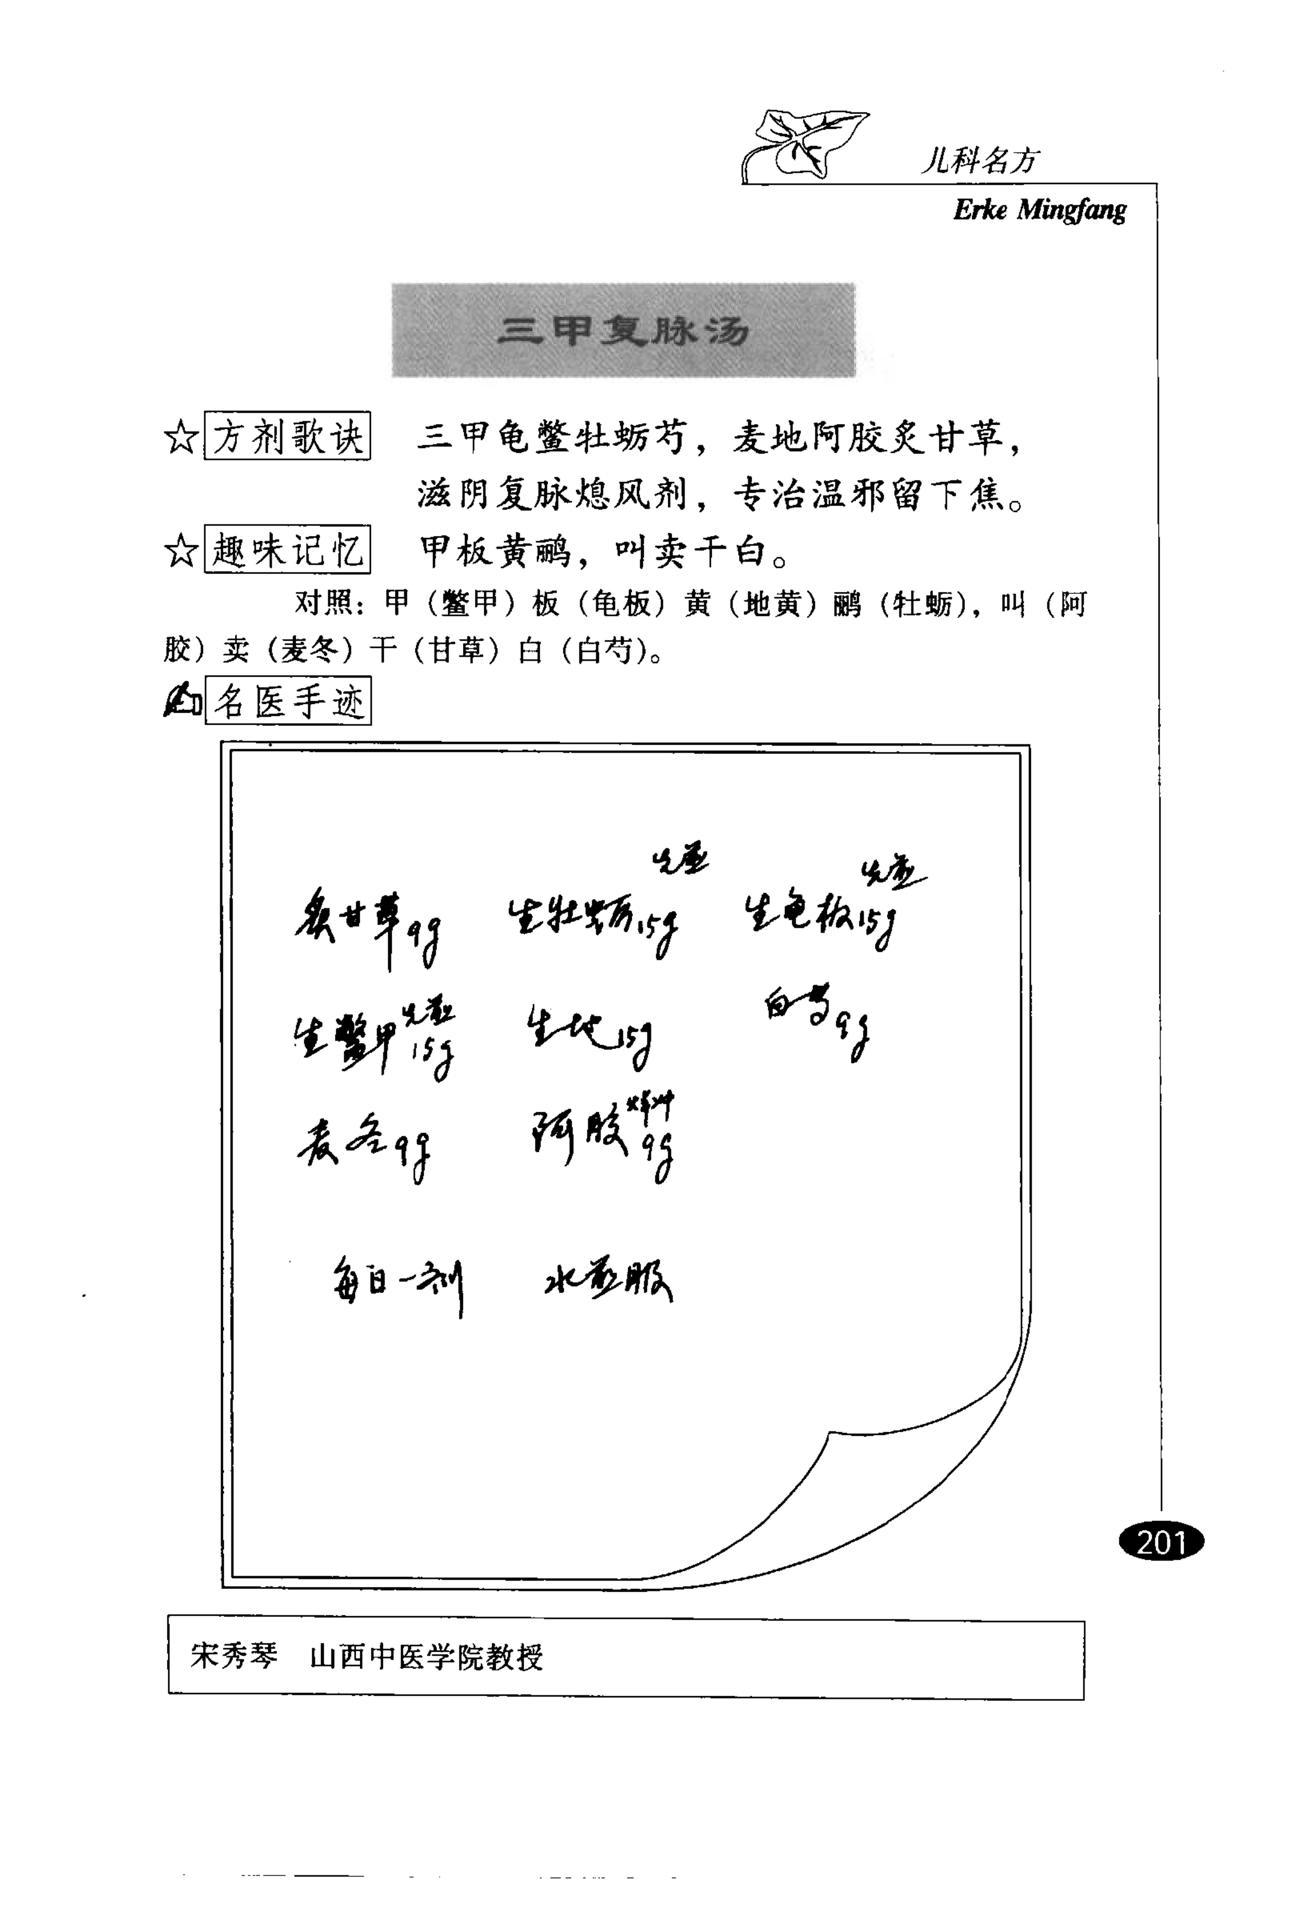 儿科名方
Erke Mingfang
三甲复脉汤
☆方剂歌诀 三甲龟鳖牡蛎芍，麦地阿胶炙甘草，
滋阴复脉熄风剂，专治温邪留下焦。
☆趣味记忆 甲板黄鹂，叫卖干白。
对照：甲（鳖甲）板（龟板）黄（地黄）鹂（牡蛎），叫（阿
胶）卖（麦冬）干（甘草）白（白芍）。
名医手迹
炙甘草9g 生牡蛎先煎15g 生龟板先煎15g
生鳖甲先煎15g 生地15g 白芍9g
麦冬9g 阿胶烊冲9g
每日一剂 水煎服
201
宋秀琴 山西中医学院教授